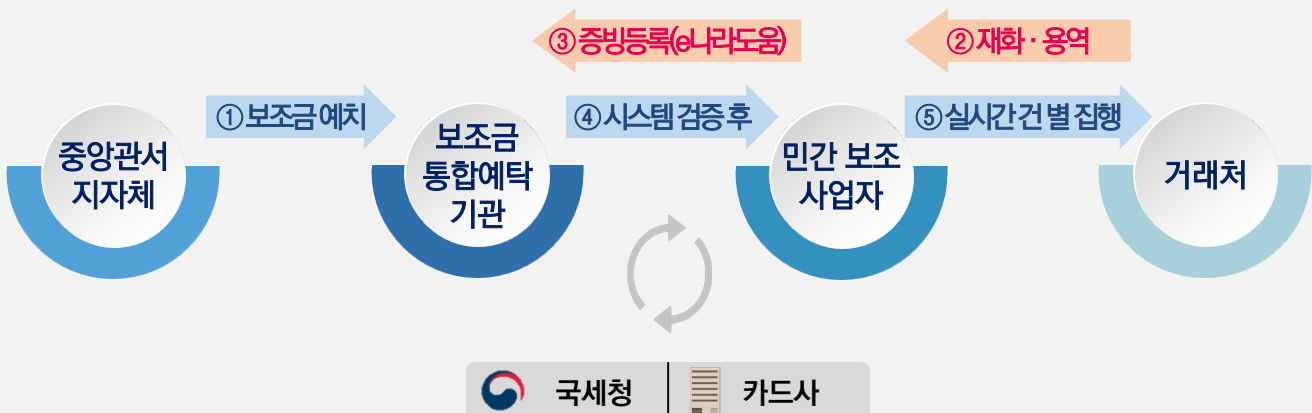 ③ 증빙등록(e나라도움)
② 재화 · 용역
① 보조금 예치
④ 시스템 검증 후
⑤ 실시간 건 별 집행
중앙관서
지자체
보조금
통합예탁
기관
민간 보조
사업자
거래처
국세청
카드사